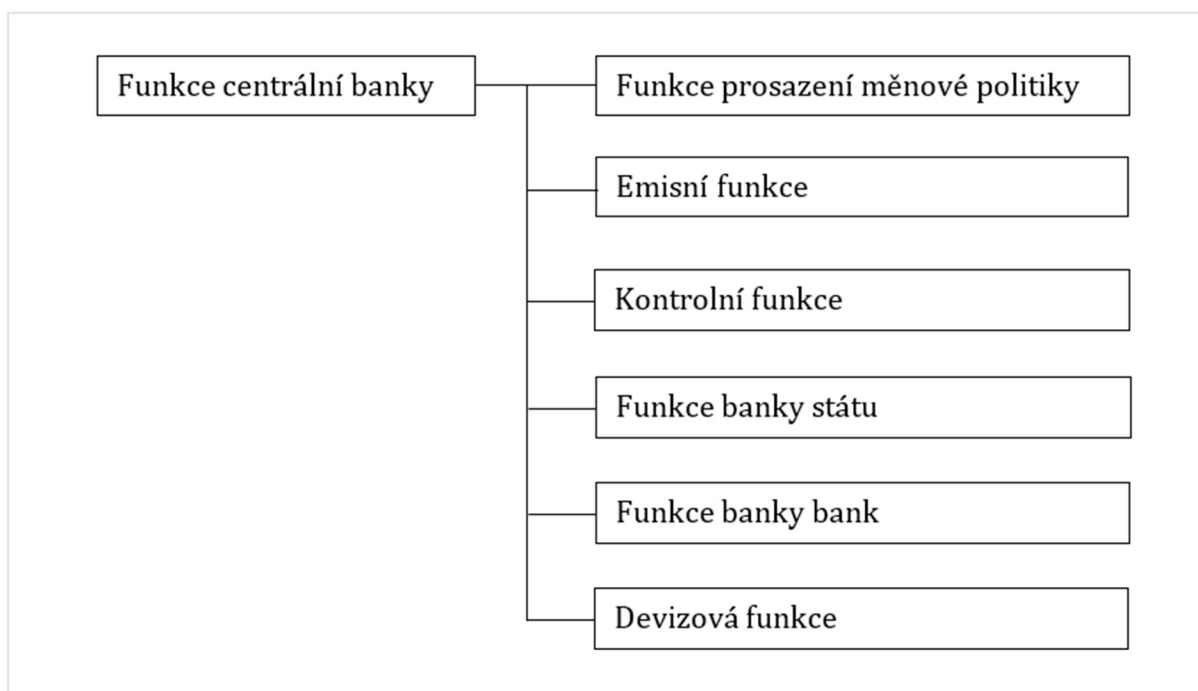 Funkce centrální banky
Funkce prosazení měnové politiky
Emisní funkce
Kontrolní funkce
Funkce banky státu
Funkce banky bank
Devizová funkce